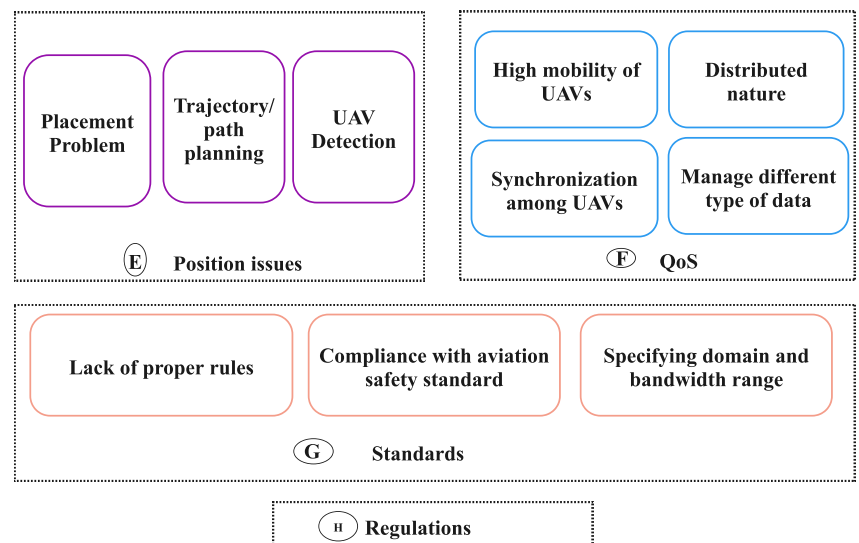 Placement
Problem
Trajectory/
path
planning
UAV
Detection
E Position issues
High mobility of
UAVs
Distributed
nature
Synchronization
among UAVs
Manage different
type of data
F QoS
Lack of proper rules
Compliance with aviation
safety standard
Specifying domain and
bandwidth range
G Standards
H Regulations